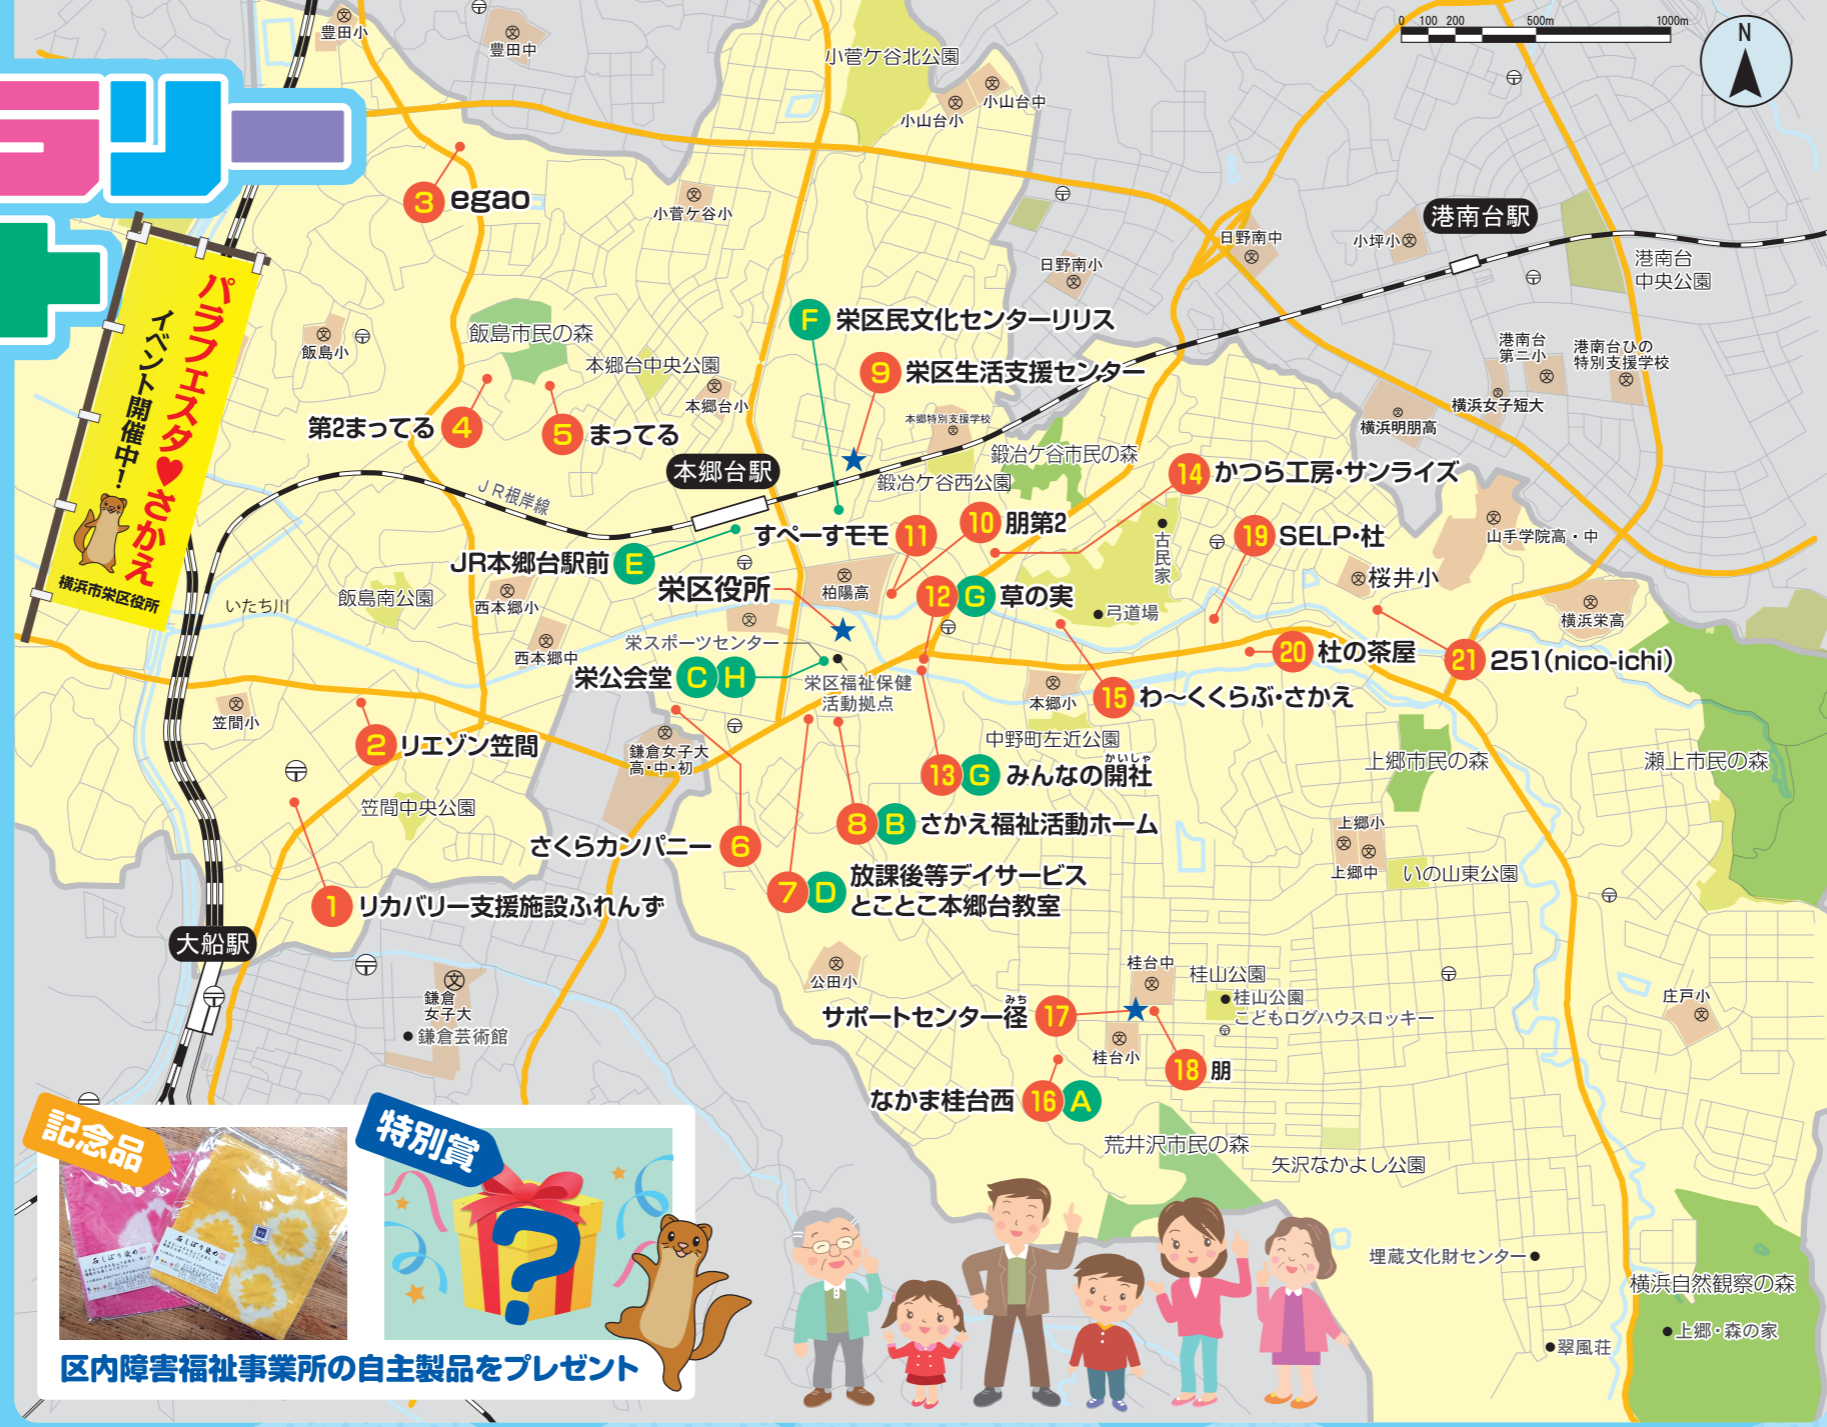 ラリー
パラフェスタ♥さかえ
イベント開催中！
横浜市栄区役所
0 100 200 500m 1000m
N
豊田小
豊田中
小菅ケ谷北公園
小山台中
小山台小
3 egao
小菅ケ谷小
港南台駅
日野南中
小坪小
日野南小
港南台
中央公園
F 栄区民文化センターリリス
飯島市民の森
飯島小
本郷台中央公園
9 栄区生活支援センター
港南台
第二小
港南台ひの
特別支援学校
本郷台小
横浜女子短大
本郷特別支援学校
横浜明朋高
第2まってる 4
5 まってる
本郷台駅
鍛冶ケ谷市民の森
鍛冶ケ谷西公園
14 かつら工房・サンライズ
JR根岸線
すぺーすモモ 11
10 朋第2
古民家
19 SELP・杜
山手学院高・中
JR本郷台駅前 E
栄区役所
柏陽高
桜井小
いたち川
飯島南公園
西本郷小
12 G 草の実
弓道場
横浜栄高
西本郷中
栄スポーツセンター
20 杜の茶屋
21 251(nico-ichi)
栄公会堂 C H
栄区福祉保健
活動拠点
本郷小
15 わ〜くくらぶ・さかえ
笠間小
2 リエゾン笠間
鎌倉女子大
高・中・初
中野町左近公園
かいしゃ
13 G みんなの開社
上郷市民の森
瀬上市民の森
笠間中央公園
8 B さかえ福祉活動ホーム
上郷小
さくらカンパニー 6
上郷中
いの山東公園
7 D 放課後等デイサービス
とことこ本郷台教室
1 リカバリー支援施設ふれんず
大船駅
公田小
桂台中
桂山公園
桂山公園
こどもログハウスロッキー
庄戸小
鎌倉
女子大
鎌倉芸術館
みち
サポートセンター径 17
桂台小
18 朋
なかま桂台西 16 A
荒井沢市民の森
矢沢なかよし公園
埋蔵文化財センター
横浜自然観察の森
上郷・森の家
翠風荘
記念品
石しぼり染め
特別賞
?
区内障害福祉事業所の自主製品をプレゼント